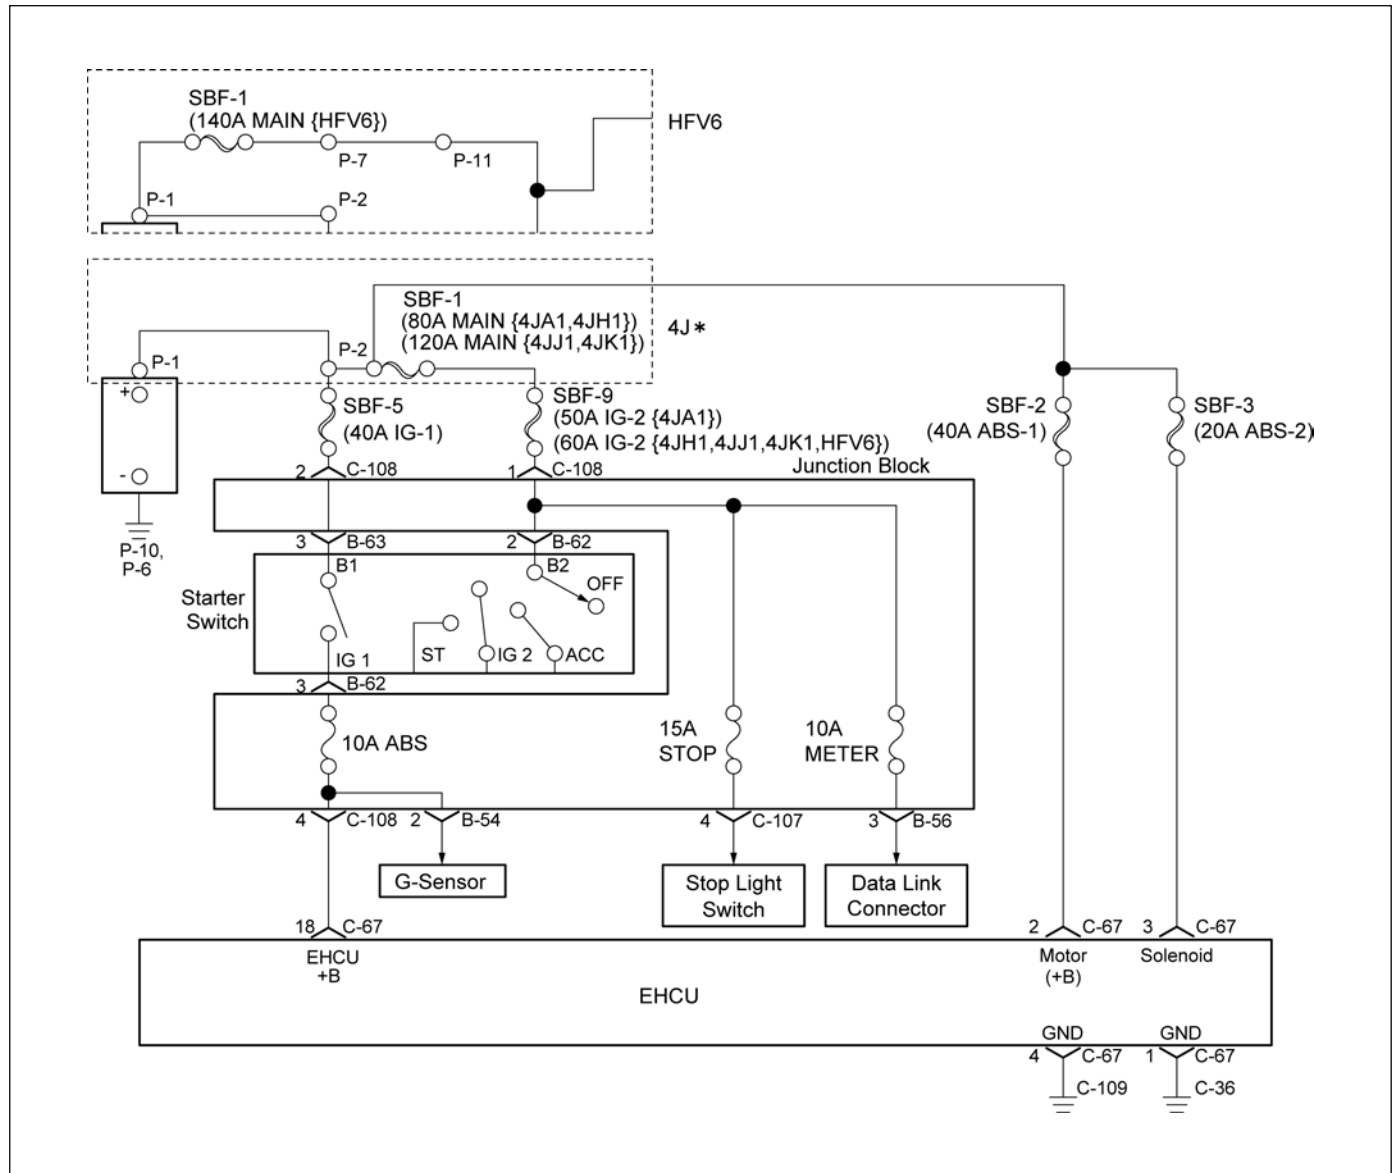 SBF-1
(140A MAIN {HFV6})
HFV6
P-7
P-11
P-1
P-2
SBF-1
(80A MAIN {4JA1,4JH1})
(120A MAIN {4JJ1,4JK1})
4J*
P-2
P-1
+
-
P-10,
P-6
SBF-5
(40A IG-1)
SBF-9
(50A IG-2 {4JA1})
(60A IG-2 {4JH1,4JJ1,4JK1,HFV6})
SBF-2
(40A ABS-1)
SBF-3
(20A ABS-2)
2 C-108
1 C-108
Junction Block
3 B-63
2 B-62
B1
B2
OFF
Starter
Switch
IG 1
ST
IG 2
ACC
3 B-62
10A ABS
15A
STOP
10A
METER
4 C-108
2 B-54
4 C-107
3 B-56
G-Sensor
Stop Light
Switch
Data Link
Connector
18 C-67
2 C-67
3 C-67
EHCU
+B
Motor
(+B)
Solenoid
EHCU
GND
GND
4 C-67
1 C-67
C-109
C-36